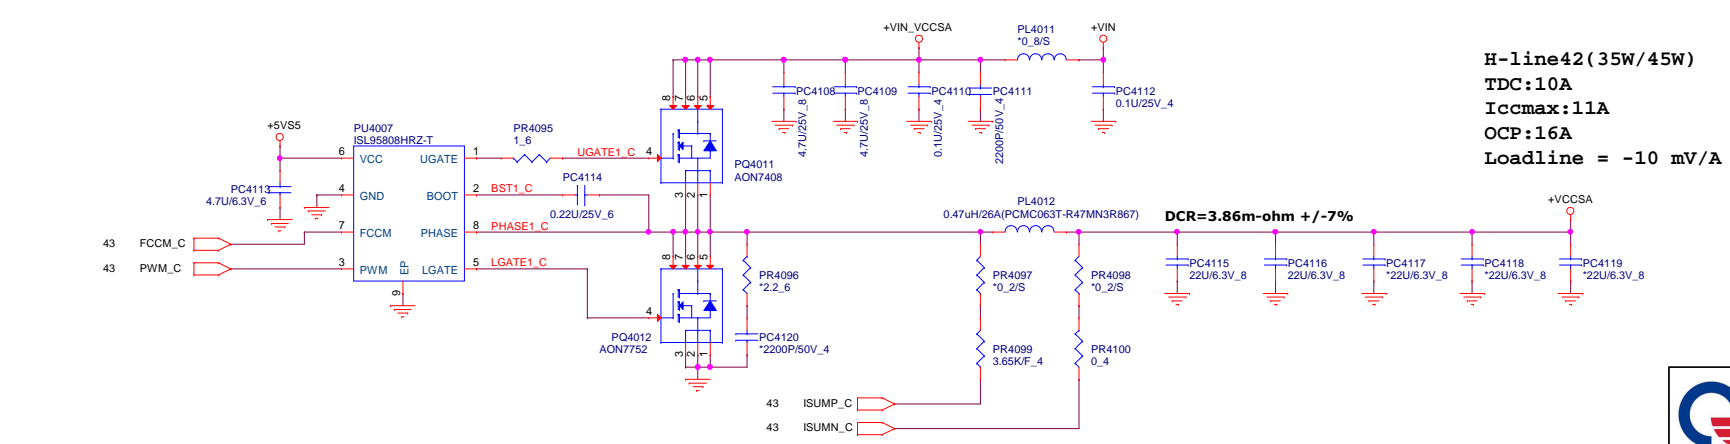 +VIN_VCCSA
PL4011
*0_8/S
+VIN
H-line42(35W/45W)
TDC:10A
Iccmax:11A
OCP:16A
Loadline = -10 mV/A
PC4108
4.7U/25V_8
PC4109
4.7U/25V_8
PC4110
0.1U/25V_4
PC4111
2200P/50V_4
PC4112
0.1U/25V_4
+5VS5
PU4007
ISL95808HRZ-T
PR4095
1_6
8 7 6 5
6 VCC
UGATE 1
UGATE1_C
4
PQ4011
AON7408
3 2 1
PC4113
4.7U/6.3V_6
4 GND
BOOT 2
BST1_C
PC4114
0.22U/25V_6
7 FCCM
PHASE 8
PHASE1_C
PL4012
0.47uH/26A(PCMC063T-R47MN3R867)
DCR=3.86m-ohm +/-7%
+VCCSA
43 FCCM_C
43 PWM_C
3 PWM
EP
9
LGATE 5
LGATE1_C
8 7 6 5
4
PQ4012
AON7752
3 2 1
PR4096
*2.2_6
PC4120
*2200P/50V_4
PR4097
*0_2/S
PR4098
*0_2/S
PR4099
3.65K/F_4
PR4100
0_4
PC4115
22U/6.3V_8
PC4116
22U/6.3V_8
PC4117
*22U/6.3V_8
PC4118
*22U/6.3V_8
PC4119
*22U/6.3V_8
43 ISUMP_C
43 ISUMN_C